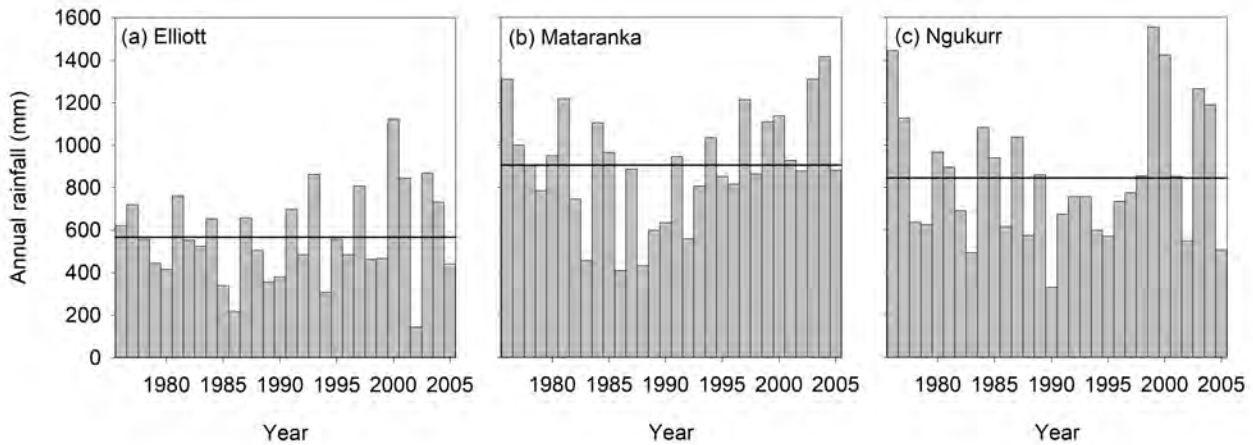 (a) Elliott
(b) Mataranka
(c) Ngukurr
Annual rainfall (mm)
1600
1400
1200
1000
800
600
400
200
0
1980 1985 1990 1995 2000 2005
1980 1985 1990 1995 2000 2005
1980 1985 1990 1995 2000 2005
Year
Year
Year